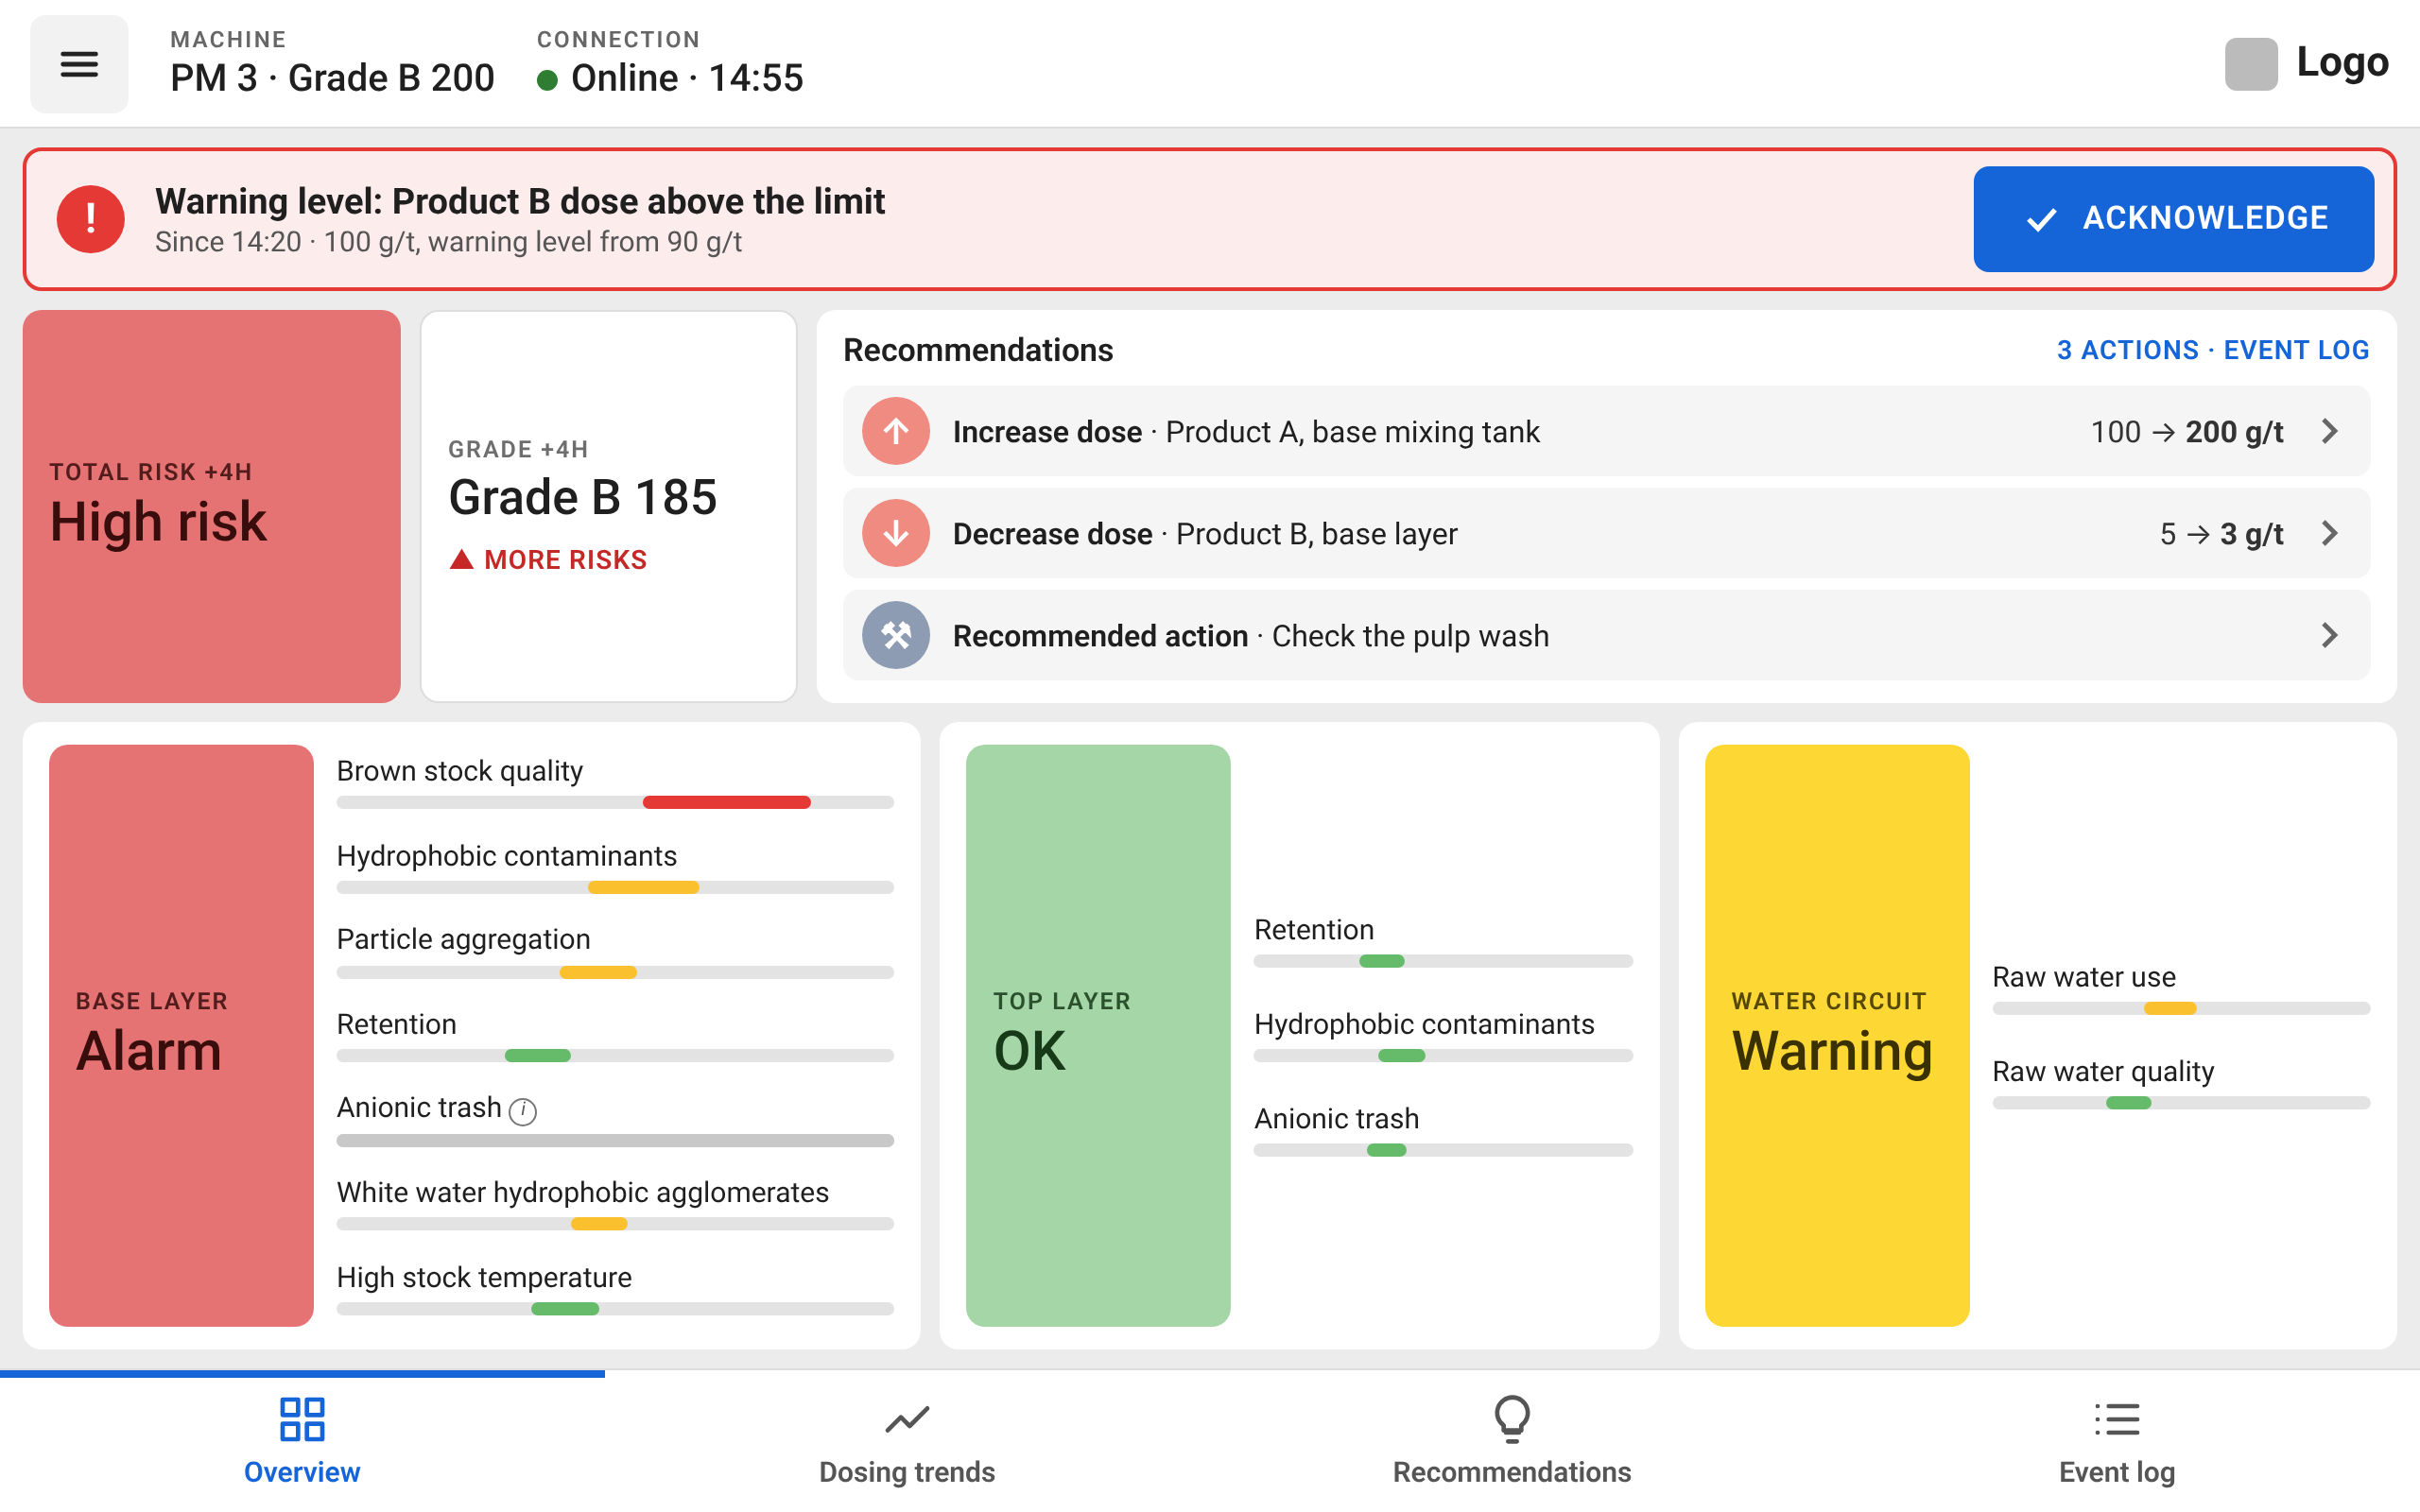 MACHINE
PM 3 · Grade B 200
CONNECTION
Online · 14:55
Logo
!
Warning level: Product B dose above the limit
Since 14:20 · 100 g/t, warning level from 90 g/t
ACKNOWLEDGE
TOTAL RISK +4H
High risk
GRADE +4H
Grade B 185
MORE RISKS
Recommendations
3 ACTIONS · EVENT LOG
Increase dose · Product A, base mixing tank
100 → 200 g/t
Decrease dose · Product B, base layer
5 → 3 g/t
Recommended action · Check the pulp wash
BASE LAYER
Alarm
Brown stock quality
Hydrophobic contaminants
Particle aggregation
Retention
Anionic trash i
White water hydrophobic agglomerates
High stock temperature
TOP LAYER
OK
Retention
Hydrophobic contaminants
Anionic trash
WATER CIRCUIT
Warning
Raw water use
Raw water quality
Overview
Dosing trends
Recommendations
Event log